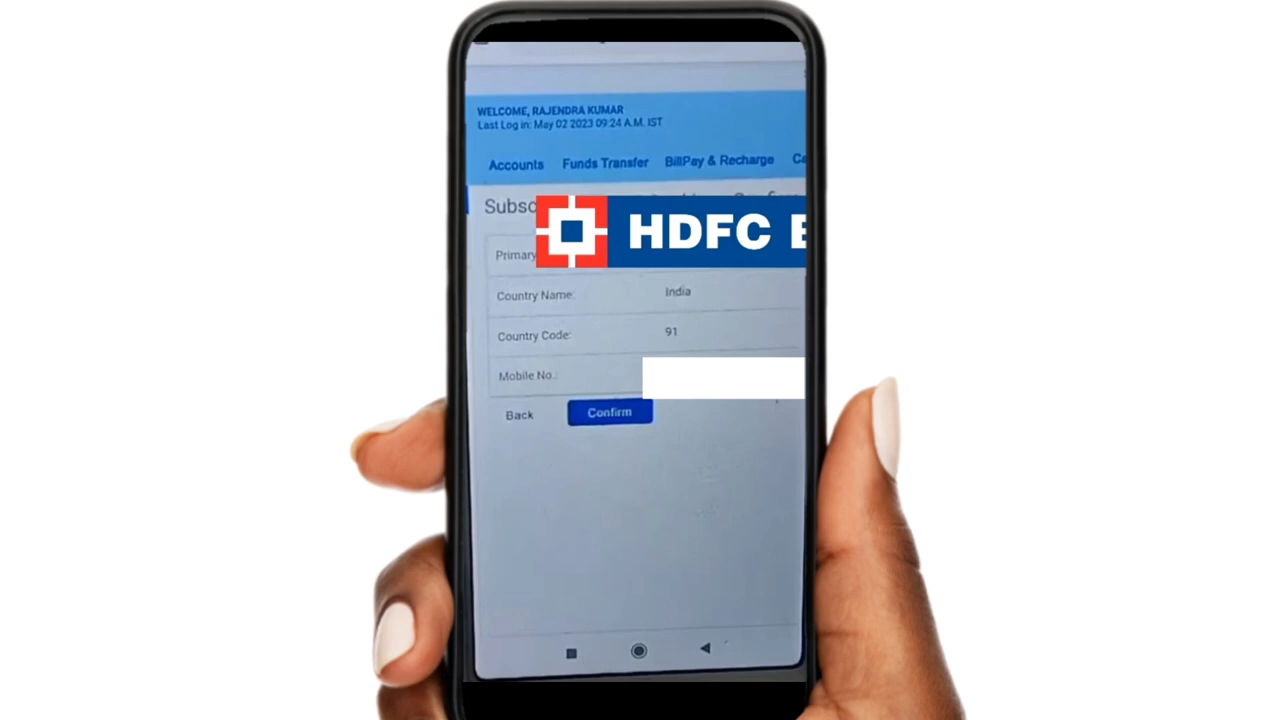 WELCOME, RAJENDRA KUMAR
Last Log in: May 02 2023 09:24 A.M. IST
Accounts Funds Transfer BillPay & Recharge
HDFC
Primary
Country Name: India
Country Code: 91
Mobile No.:
Back Confirm